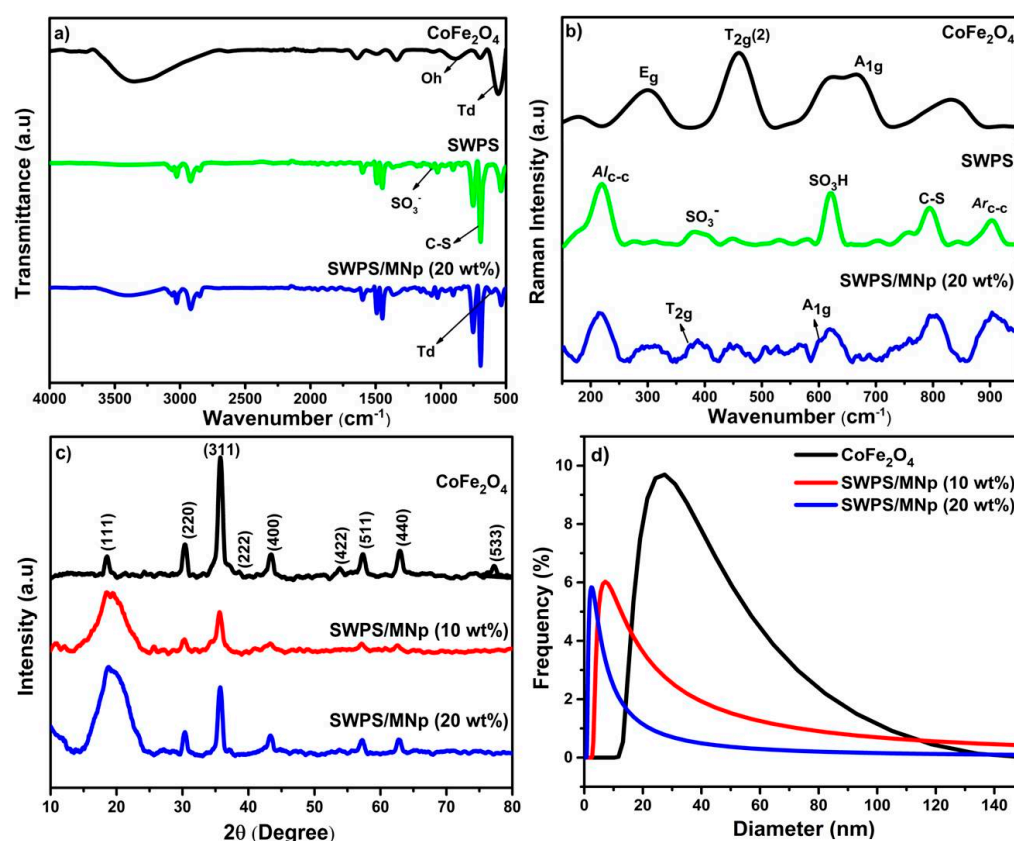 a)
CoFe₂O₄
Oh
Td
SWPS
SO₃⁻
C-S
SWPS/MNp (20 wt%)
Td
Transmittance (a.u)
4000 3500 3000 2500 2000 1500 1000 500
Wavenumber (cm⁻¹)
b)
T₂g(2)
CoFe₂O₄
Eg
A₁g
SWPS
Al_C-C
SO₃⁻
SO₃H
C-S
Ar_C-C
SWPS/MNp (20 wt%)
T₂g
A₁g
Raman Intensity (a.u)
200 300 400 500 600 700 800 900
Wavenumber (cm⁻¹)
c)
(311)
CoFe₂O₄
(111)
(220)
(222)
(400)
(422)
(511)
(440)
(533)
SWPS/MNp (10 wt%)
SWPS/MNp (20 wt%)
Intensity (a.u)
10 20 30 40 50 60 70 80
2θ (Degree)
d)
CoFe₂O₄
SWPS/MNp (10 wt%)
SWPS/MNp (20 wt%)
Frequency (%)
10
8
6
4
2
0
0 20 40 60 80 100 120 140
Diameter (nm)